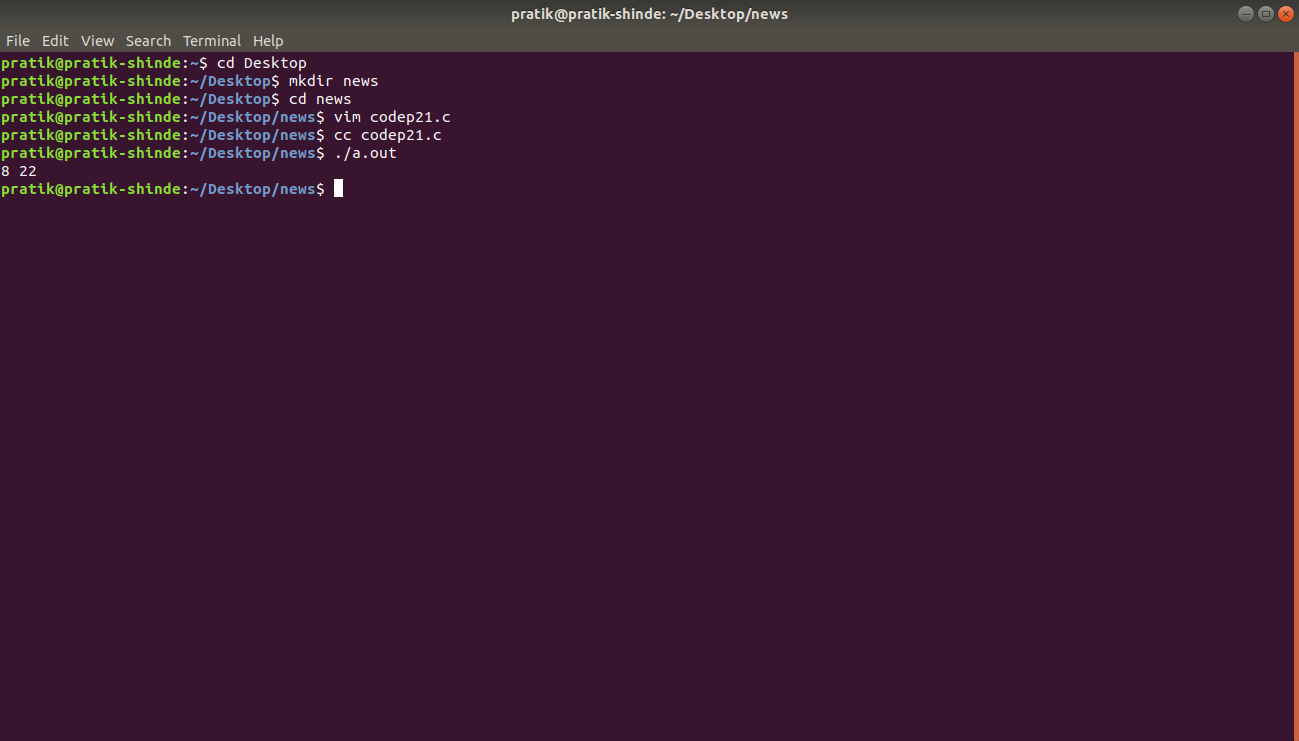 pratik@pratik-shinde: ~/Desktop/news
File Edit View Search Terminal Help
pratik@pratik-shinde:~$ cd Desktop
pratik@pratik-shinde:~/Desktop$ mkdir news
pratik@pratik-shinde:~/Desktop$ cd news
pratik@pratik-shinde:~/Desktop/news$ vim codep21.c
pratik@pratik-shinde:~/Desktop/news$ cc codep21.c
pratik@pratik-shinde:~/Desktop/news$ ./a.out
8 22
pratik@pratik-shinde:~/Desktop/news$